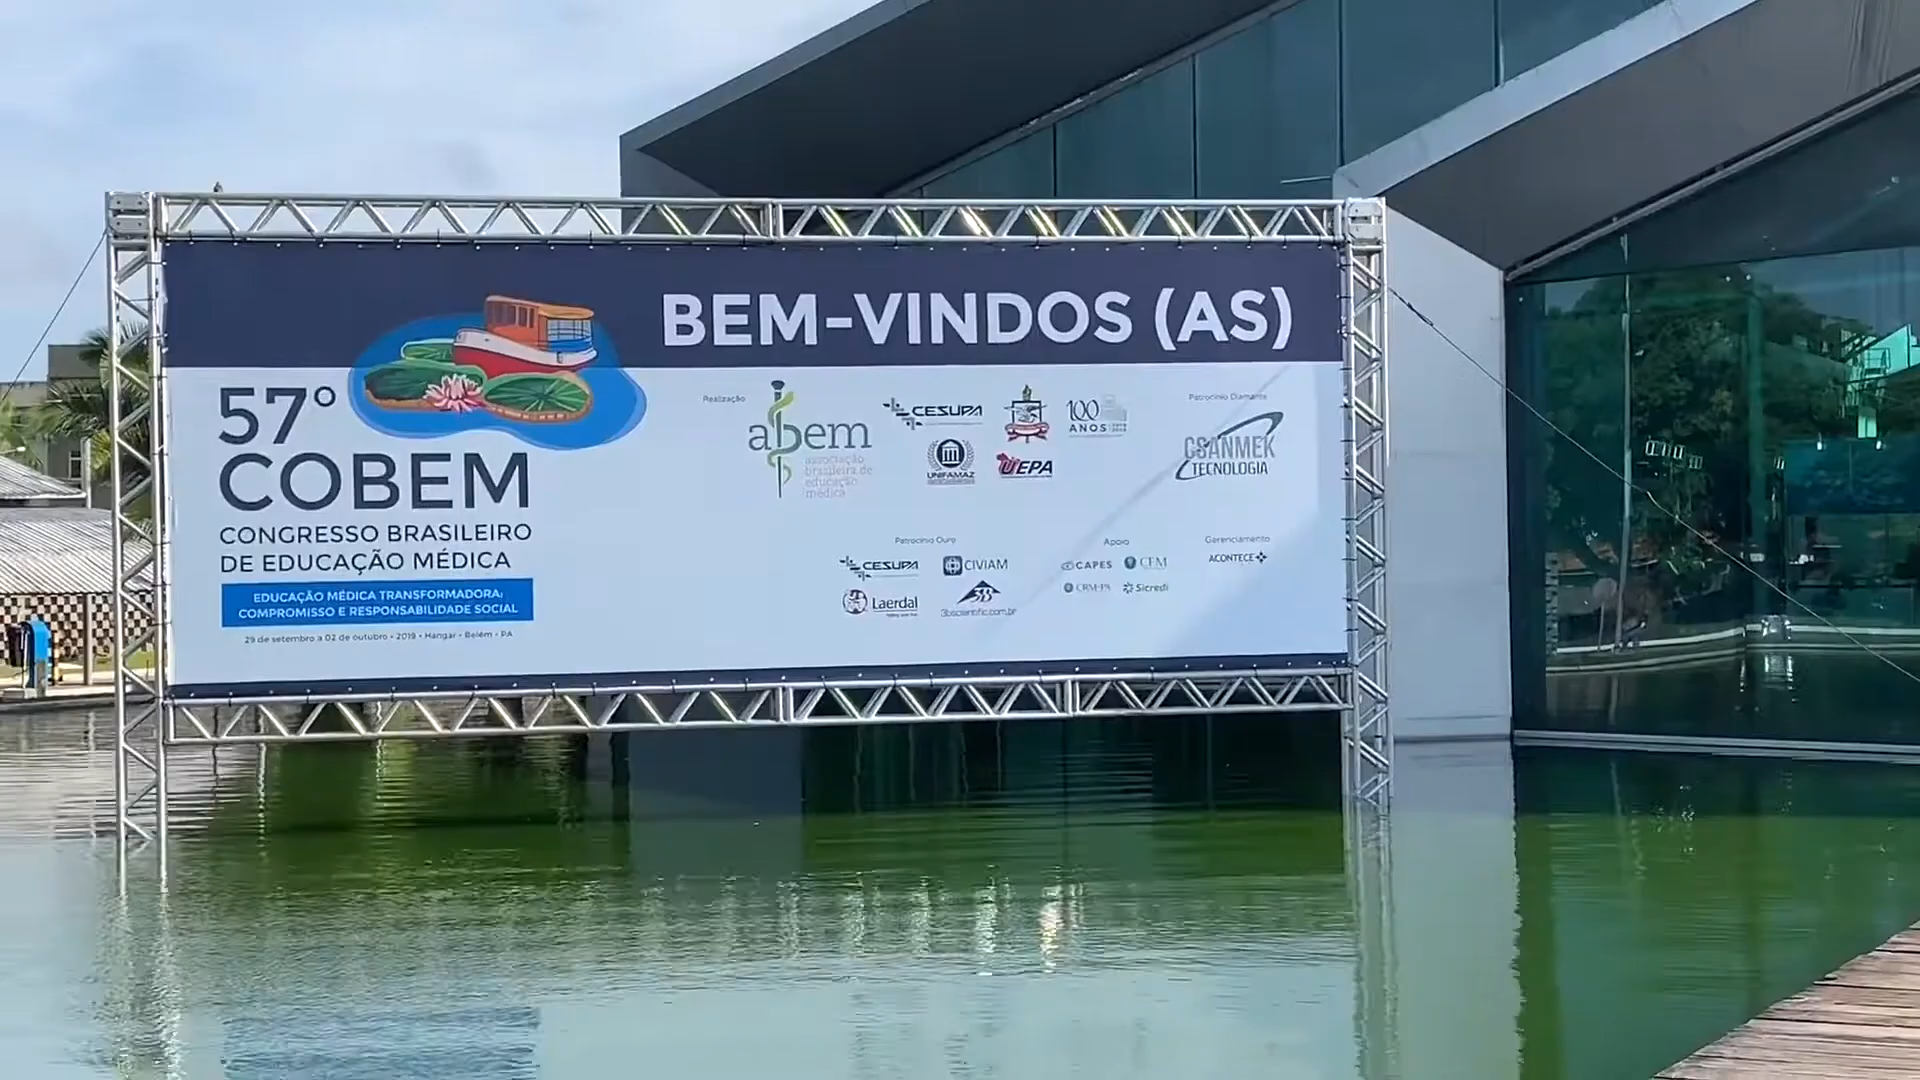 BEM-VINDOS (AS)
57º
COBEM
CONGRESSO BRASILEIRO
DE EDUCAÇÃO MÉDICA
EDUCAÇÃO MÉDICA TRANSFORMADORA:
COMPROMISSO E RESPONSABILIDADE SOCIAL
29 de setembro a 02 de outubro • 2019 • Hangar • Belém - PA
Realização
abem
associação
brasileira de
educação
médica
CESUPA
100
ANOS
UNIFAMAZ
UEPA
Patrocínio Diamante
CSANMEK
TECNOLOGIA
Patrocínio Ouro
CESUPA
CIVIAM
Laerdal
3B
3bscientific.com.br
Apoio
CAPES
CFM
CRM-PA
Sicredi
Gerenciamento
ACONTECE